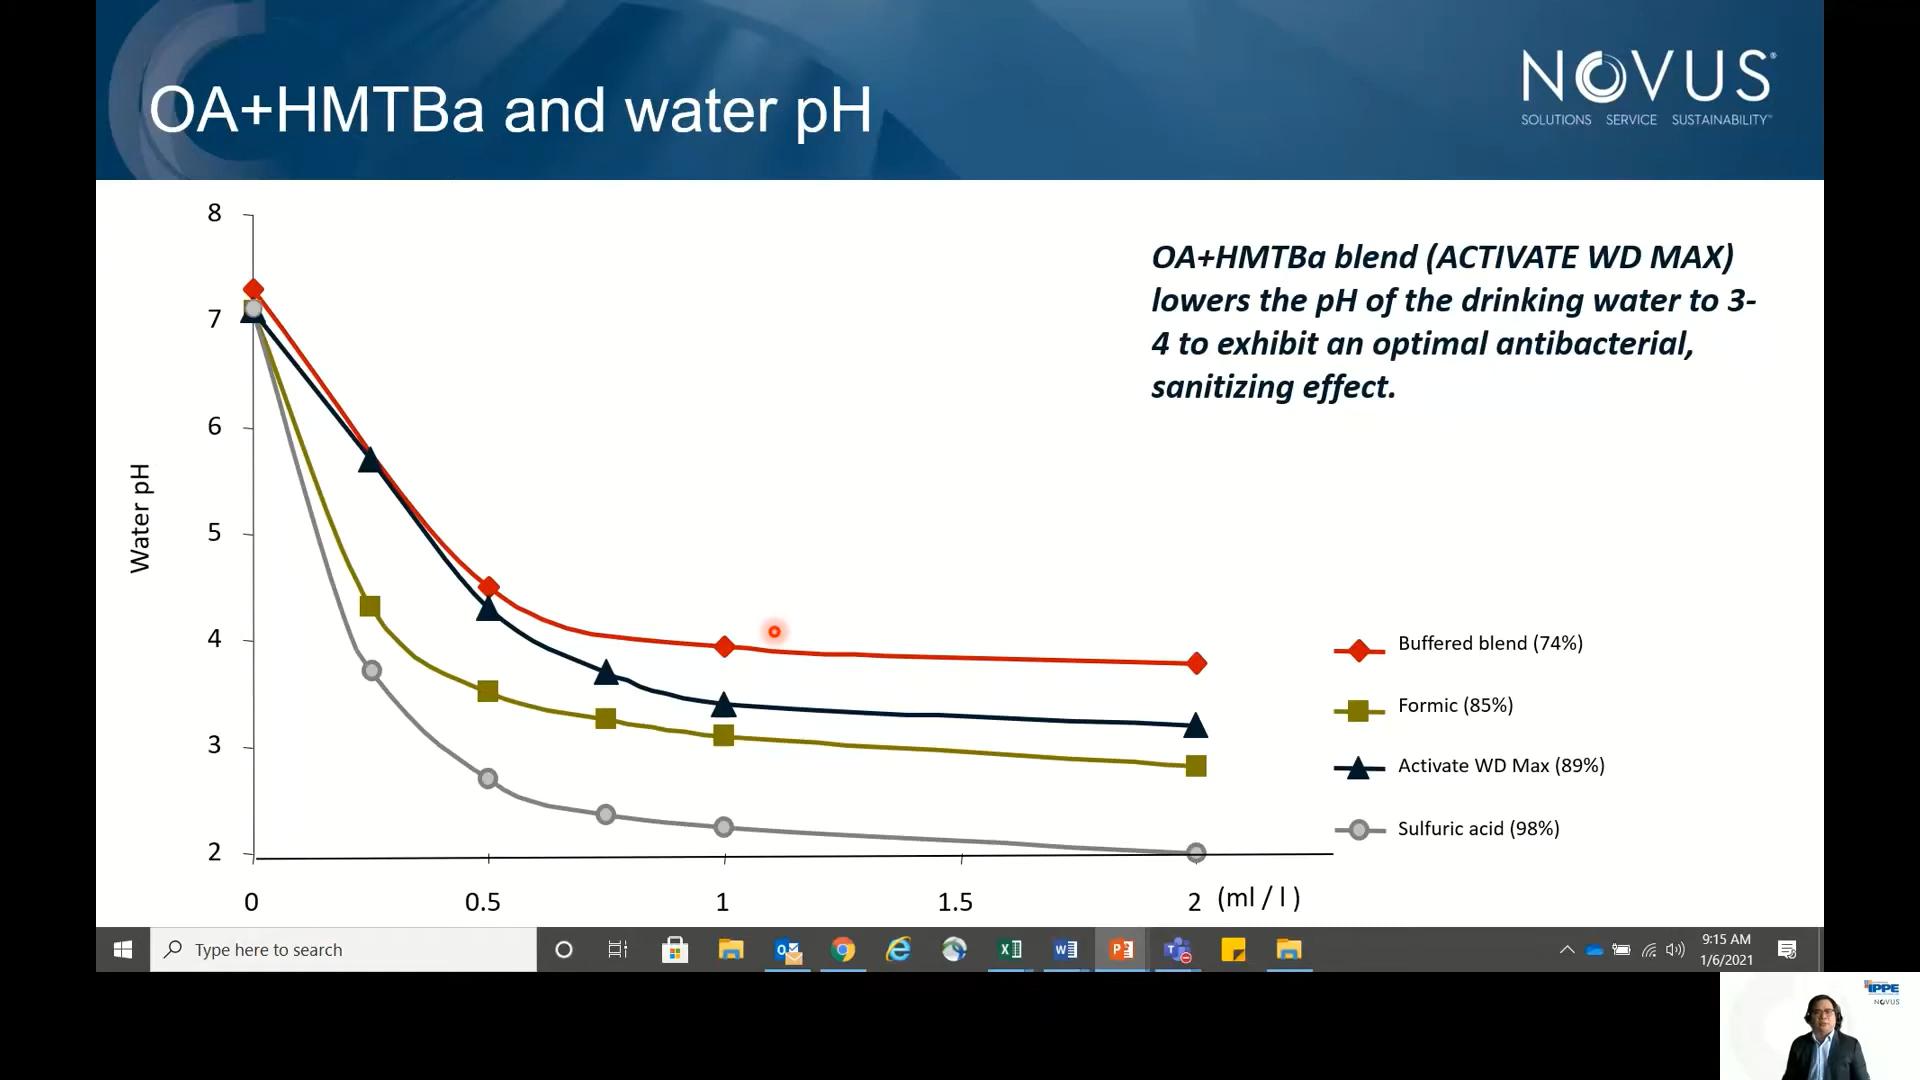 OA+HMTBa and water pH
NOVUS®
SOLUTIONS SERVICE SUSTAINABILITY™
OA+HMTBa blend (ACTIVATE WD MAX)
lowers the pH of the drinking water to 3-
4 to exhibit an optimal antibacterial,
sanitizing effect.
Water pH
8
7
6
5
4
3
2
0 0.5 1 1.5 2 (ml / l )
Buffered blend (74%)
Formic (85%)
Activate WD Max (89%)
Sulfuric acid (98%)
Type here to search
9:15 AM
1/6/2021
IPPE
NOVUS